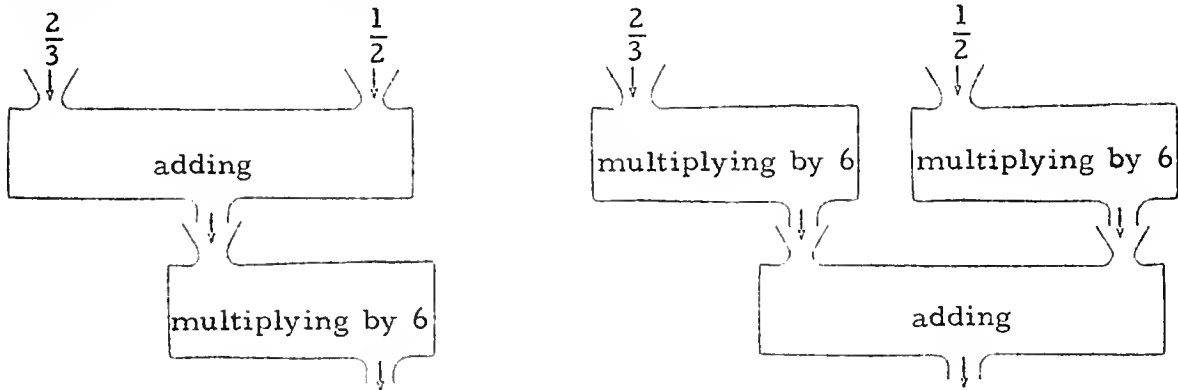 2/3 1/2 2/3 1/2
adding multiplying by 6 multiplying by 6
multiplying by 6 adding